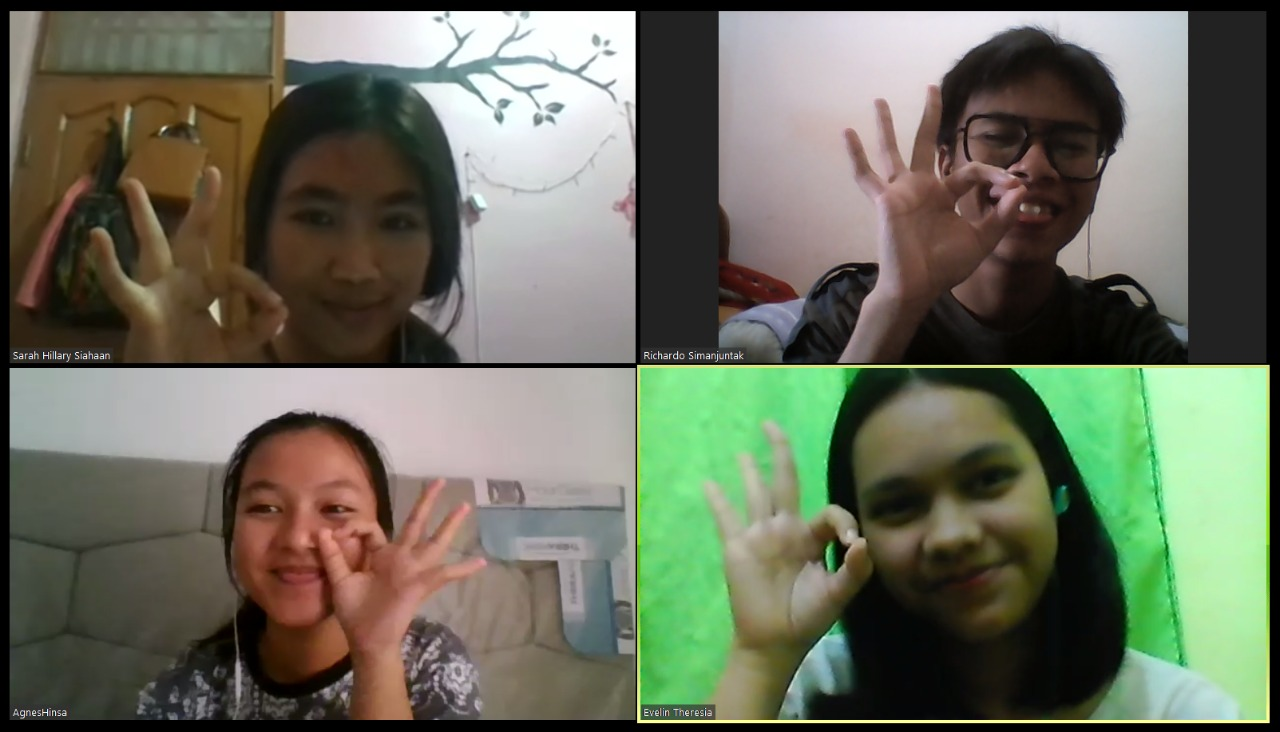 Sarah Hillary Siahaan
Richardo Simanjuntak
AgnesHinsa
Evelin Theresia